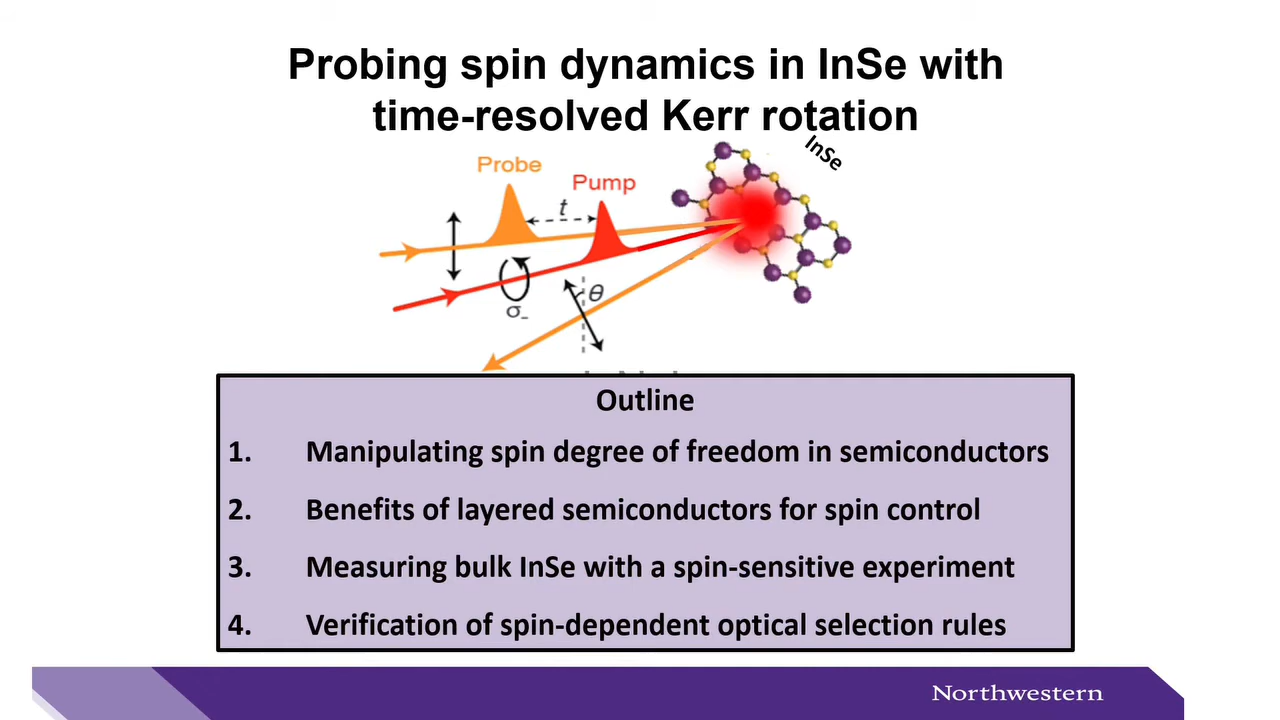 Probing spin dynamics in InSe with
time-resolved Kerr rotation
InSe
Probe
Pump
t
θ
σ_
Outline
1. Manipulating spin degree of freedom in semiconductors
2. Benefits of layered semiconductors for spin control
3. Measuring bulk InSe with a spin-sensitive experiment
4. Verification of spin-dependent optical selection rules
Northwestern